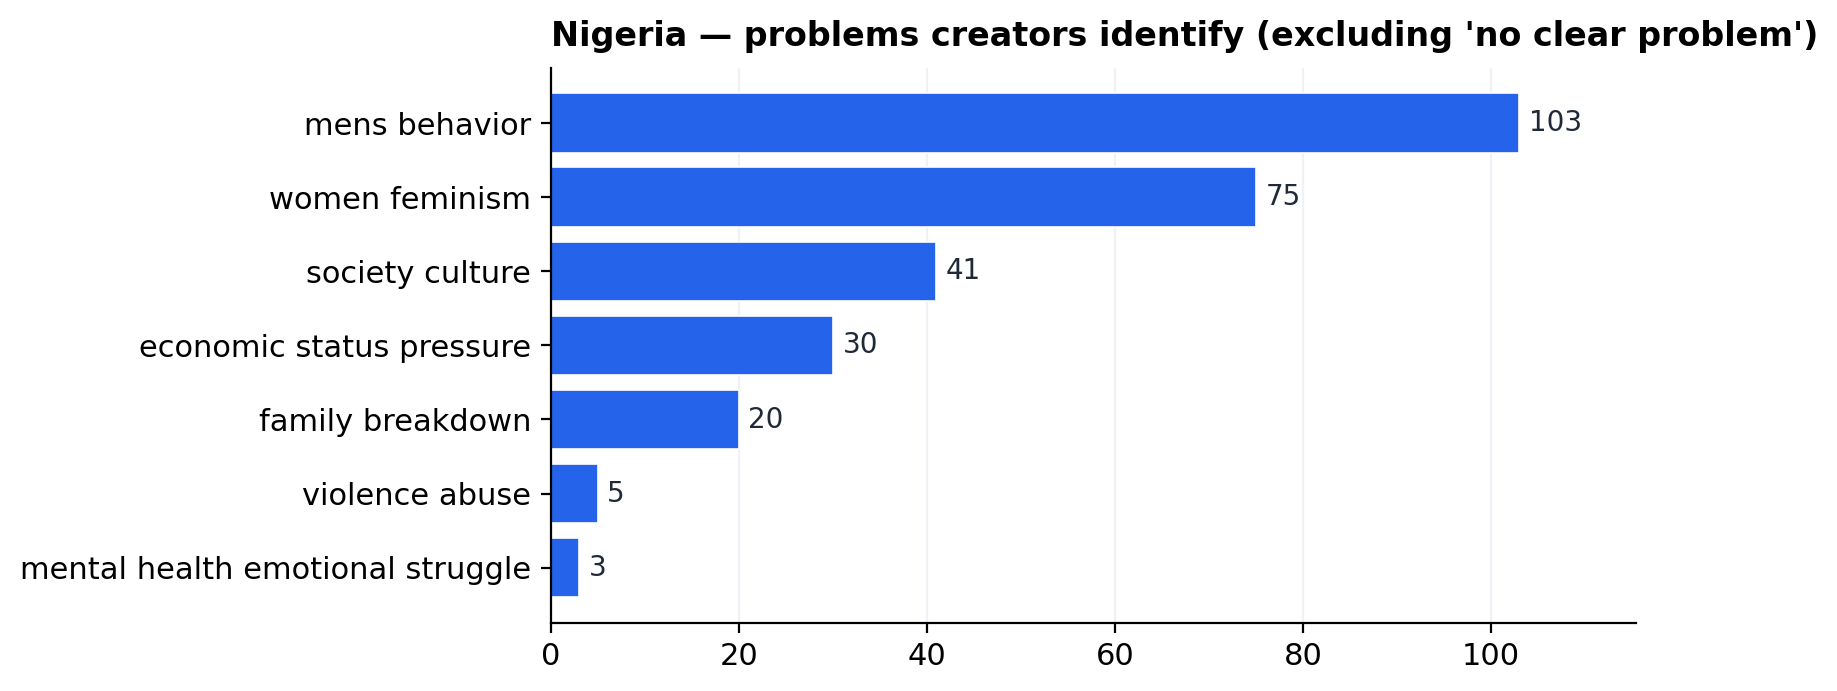 Nigeria — problems creators identify (excluding 'no clear problem')
mens behavior 103
women feminism 75
society culture 41
economic status pressure 30
family breakdown 20
violence abuse 5
mental health emotional struggle 3
0 20 40 60 80 100